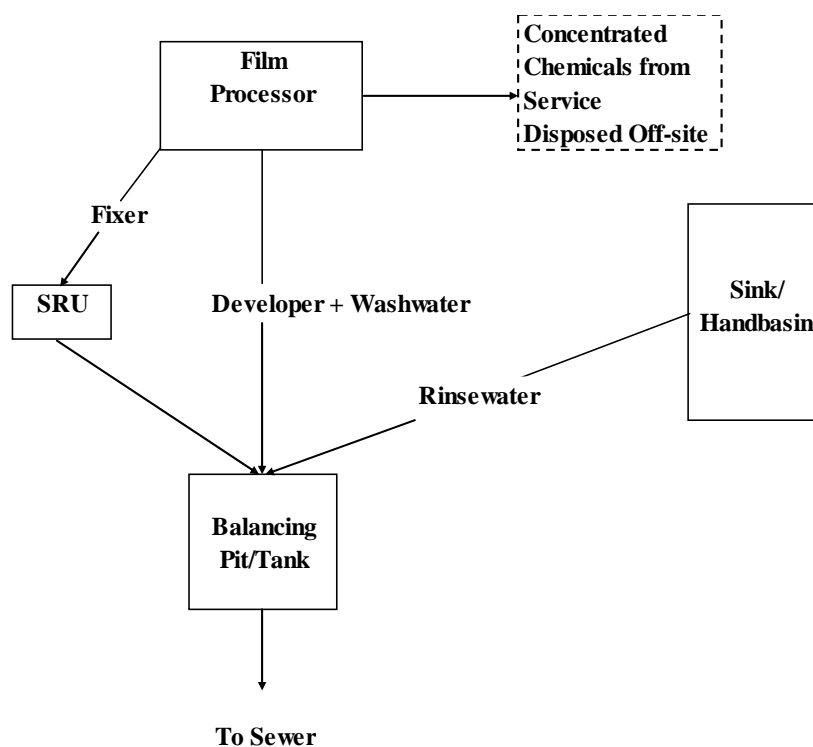 Film
Processor
Concentrated
Chemicals from
Service
Disposed Off-site
Fixer
SRU
Developer + Washwater
Sink/
Handbasin
Rinsewater
Balancing
Pit/Tank
To Sewer